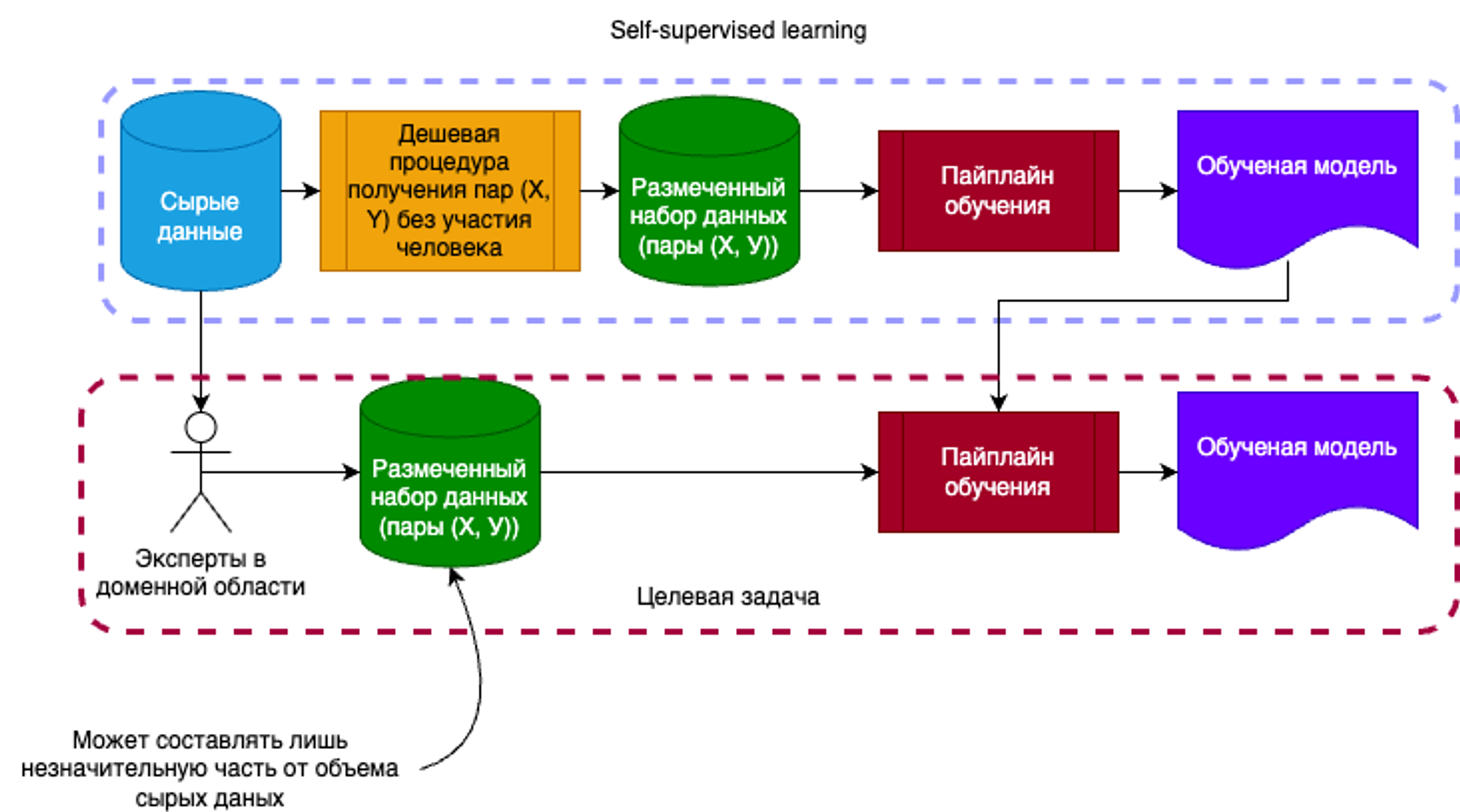 Self-supervised learning
Сырые
данные
Дешевая
процедура
получения пар (X,
Y) без участия
человека
Размеченный
набор данных
(пары (X, У))
Пайплайн
обучения
Обученая модель
Эксперты в
доменной области
Размеченный
набор данных
(пары (X, У))
Пайплайн
обучения
Обученая модель
Целевая задача
Может составлять лишь
незначительную часть от объема
сырых даных